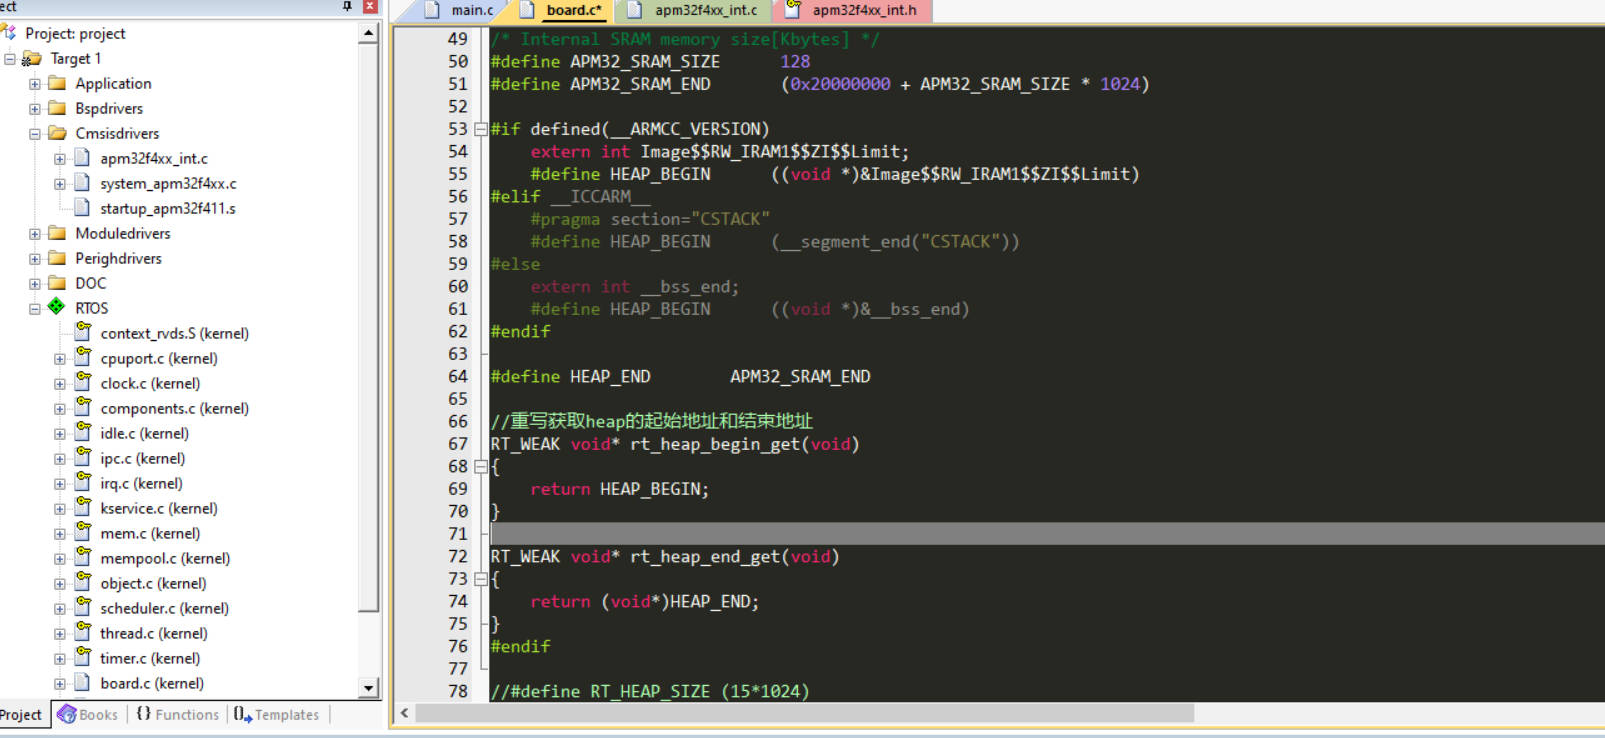 ect
Project: project
Target 1
Application
Bspdrivers
Cmsisdrivers
apm32f4xx_int.c
system_apm32f4xx.c
startup_apm32f411.s
Moduledrivers
Perighdrivers
DOC
RTOS
context_rvds.S (kernel)
cpuport.c (kernel)
clock.c (kernel)
components.c (kernel)
idle.c (kernel)
ipc.c (kernel)
irq.c (kernel)
kservice.c (kernel)
mem.c (kernel)
mempool.c (kernel)
object.c (kernel)
scheduler.c (kernel)
thread.c (kernel)
timer.c (kernel)
board.c (kernel)
Project Books {} Functions Templates
main.c board.c* apm32f4xx_int.c apm32f4xx_int.h
49 /* Internal SRAM memory size[Kbytes] */
50 #define APM32_SRAM_SIZE 128
51 #define APM32_SRAM_END (0x20000000 + APM32_SRAM_SIZE * 1024)
52
53 #if defined(__ARMCC_VERSION)
54 extern int Image$$RW_IRAM1$$ZI$$Limit;
55 #define HEAP_BEGIN ((void *)&Image$$RW_IRAM1$$ZI$$Limit)
56 #elif __ICCARM__
57 #pragma section="CSTACK"
58 #define HEAP_BEGIN (__segment_end("CSTACK"))
59 #else
60 extern int __bss_end;
61 #define HEAP_BEGIN ((void *)&__bss_end)
62 #endif
63
64 #define HEAP_END APM32_SRAM_END
65
66 //重写获取heap的起始地址和结束地址
67 RT_WEAK void* rt_heap_begin_get(void)
68 {
69 return HEAP_BEGIN;
70 }
71
72 RT_WEAK void* rt_heap_end_get(void)
73 {
74 return (void*)HEAP_END;
75 }
76 #endif
77
78 //#define RT_HEAP_SIZE (15*1024)